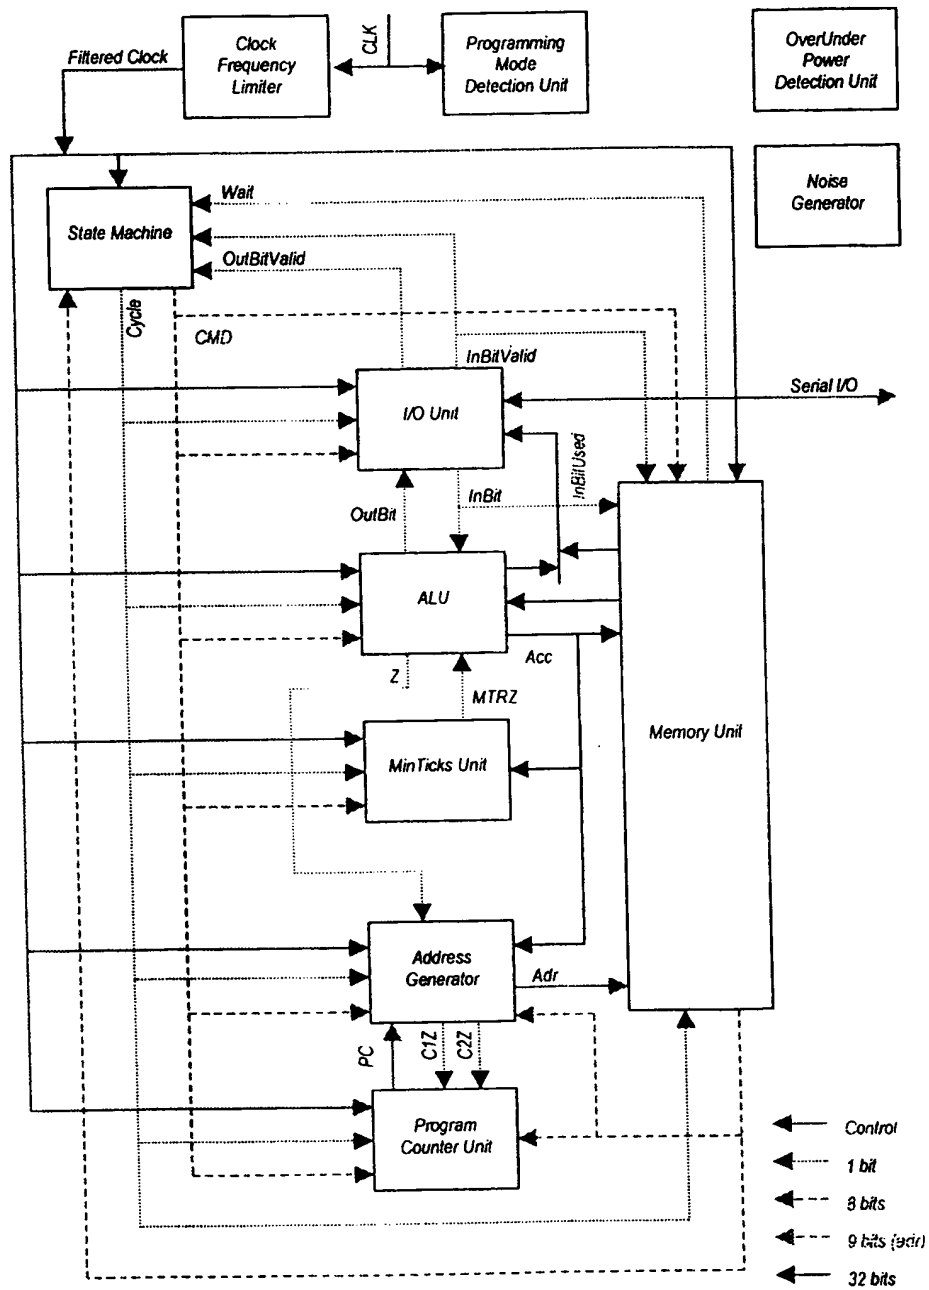 Filtered Clock
Clock
Frequency
Limiter
CLK
Programming
Mode
Detection Unit
OverUnder
Power
Detection Unit
Noise
Generator
State Machine
Wait
OutBitValid
Cycle
CMD
InBitValid
I/O Unit
Serial I/O
InBitUsed
OutBit
InBit
ALU
Acc
Z
MTRZ
Memory Unit
MinTicks Unit
Address
Generator
Adr
PC
C1Z
C2Z
Program
Counter Unit
Control
1 bit
8 bits
9 bits (adr)
32 bits